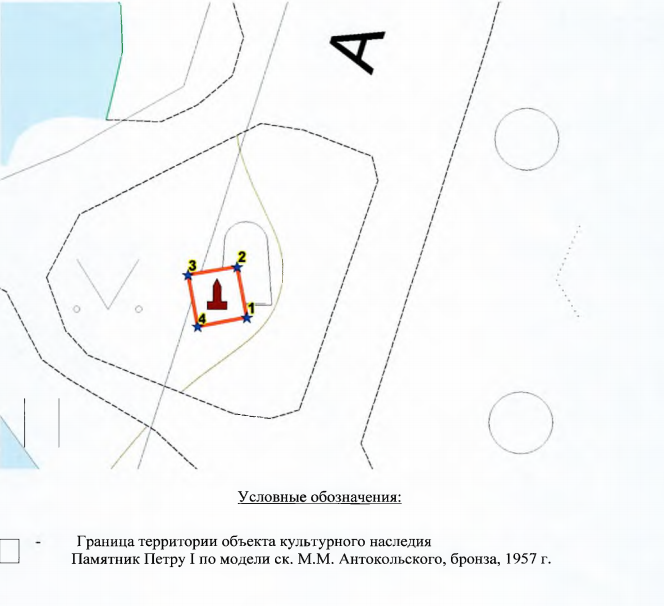 А
3
2
1
4
Условные обозначения:
- Граница территории объекта культурного наследия
Памятник Петру I по модели ск. М.М. Антокольского, бронза, 1957 г.